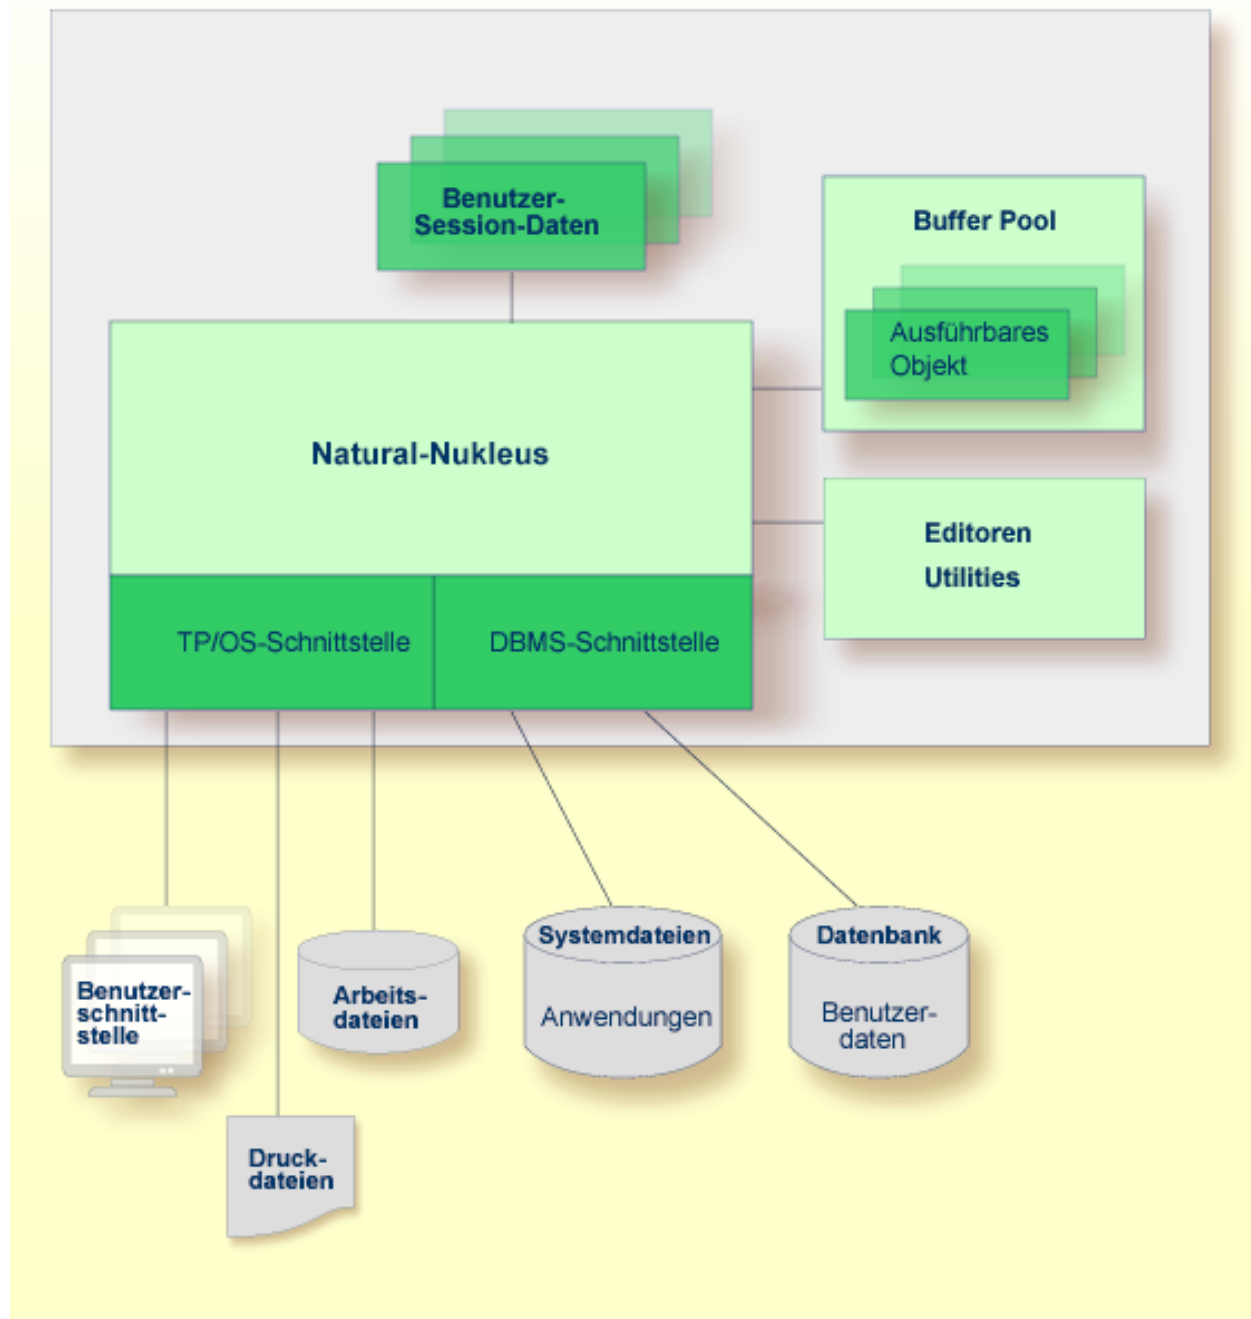 Benutzer-
Session-Daten
Buffer Pool
Ausführbares
Objekt
Natural-Nukleus
Editoren
Utilities
TP/OS-Schnittstelle
DBMS-Schnittstelle
Benutzer-
schnitt-
stelle
Arbeits-
dateien
Systemdateien
Anwendungen
Datenbank
Benutzer-
daten
Druck-
dateien